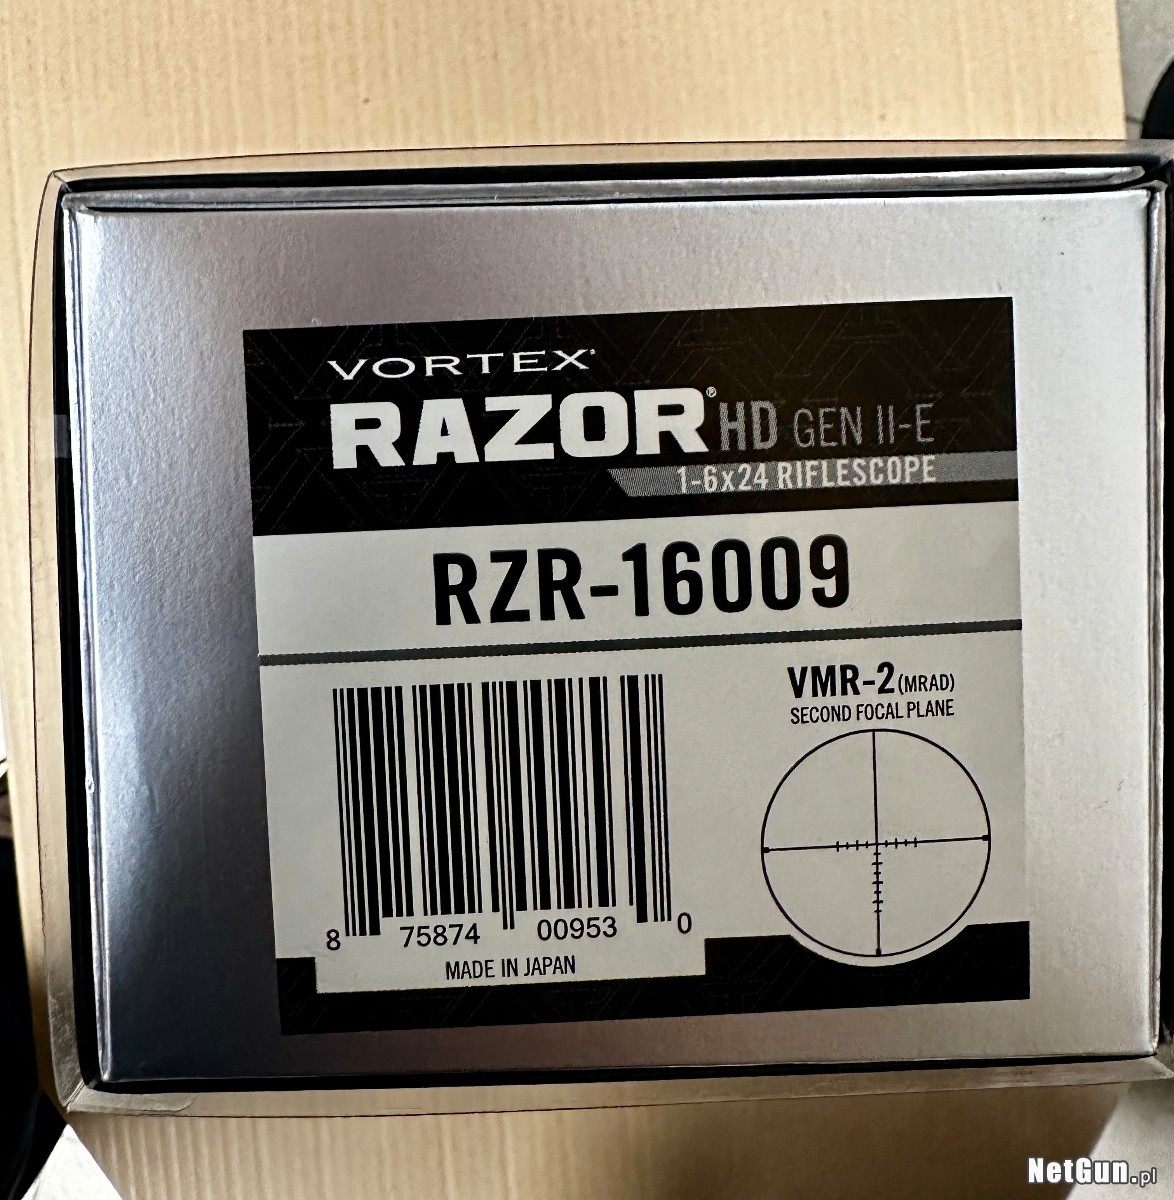 VORTEX
RAZOR® HD GEN II-E
1-6x24 RIFLESCOPE
RZR-16009
VMR-2 (MRAD)
SECOND FOCAL PLANE
8 75874 00953 0
MADE IN JAPAN
NetGun.pl